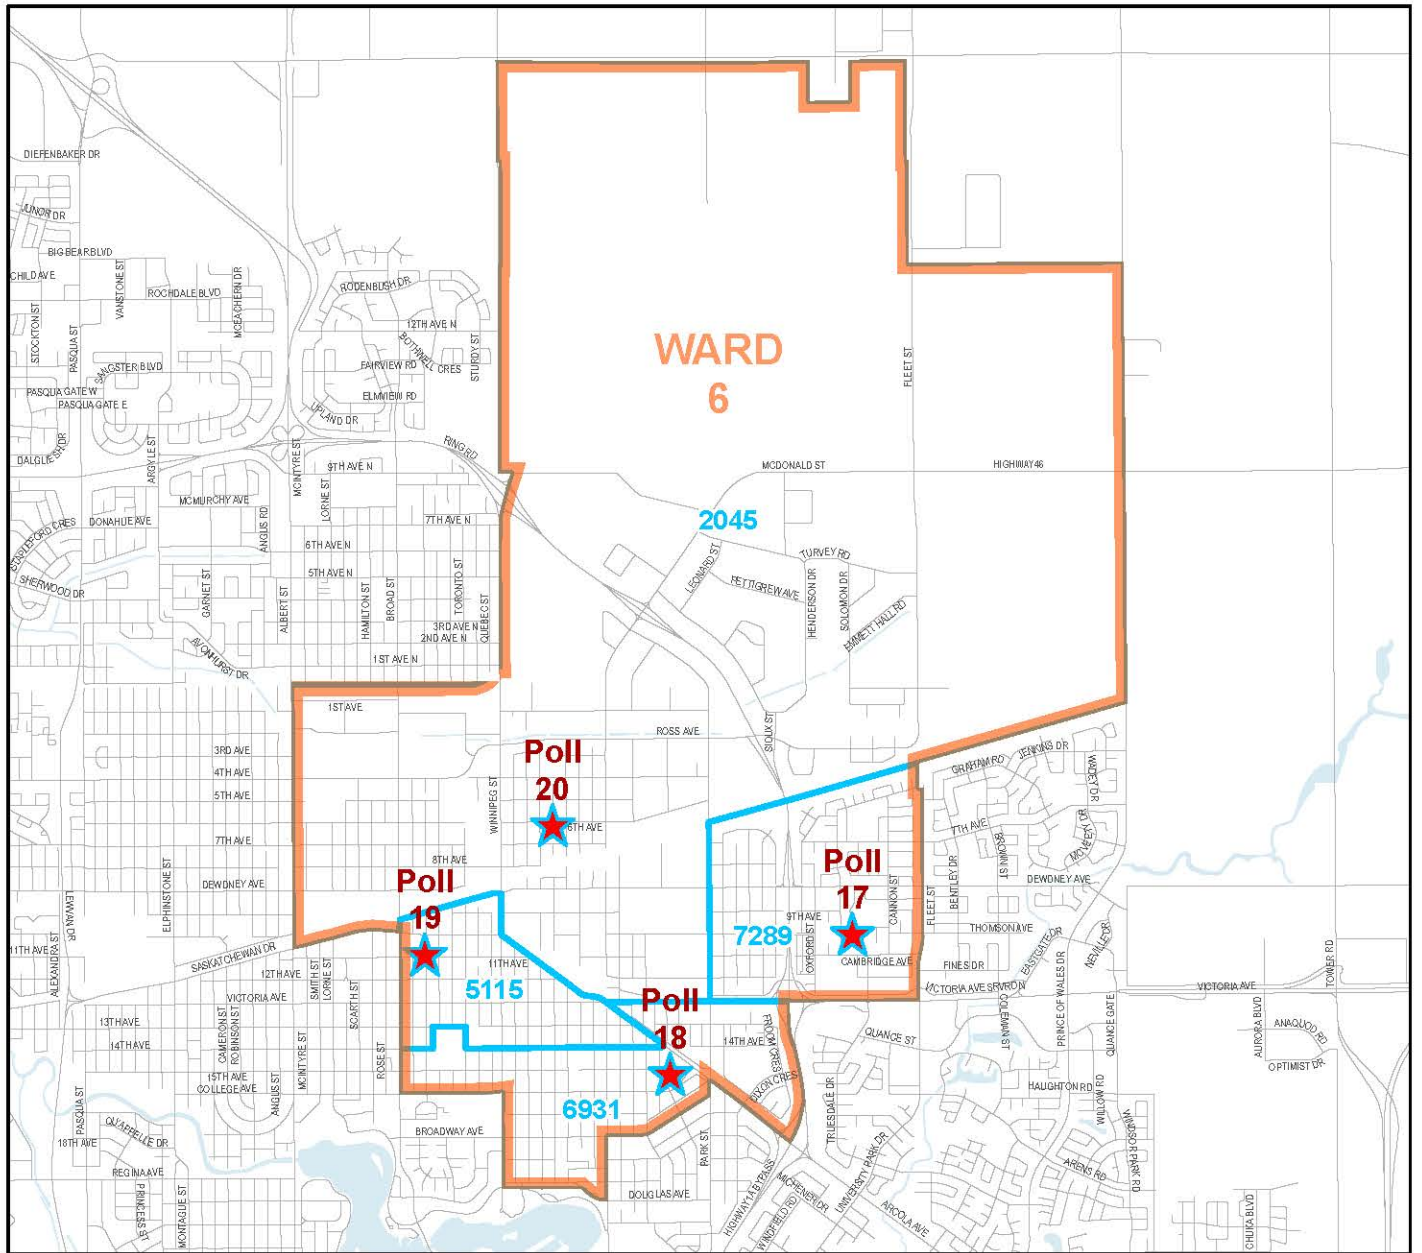 DIEFENBAKER DR
JUNOR DR
BIG BEAR BLVD
CHILD AVE
VANSTONE ST
ROCHDALE BLVD
MCEACHERN DR
STOCKTON ST
PASQUA ST
SANGSTER BLVD
PASQUA GATE W
PASQUA GATE E
DALGLIESH DR
ARGYLE ST
RODENBUSH DR
12TH AVE N
BOTHWELL CRES
STURDY ST
FAIRVIEW RD
ELMVIEW RD
UPLAND DR
RING RD
MCINTYRE ST
9TH AVE N
LORNE ST
MCMURCHY AVE
ANGUS RD
7TH AVE N
6TH AVE N
5TH AVE N
STAPLEFORD CRES
DONAHUE AVE
SHERWOOD DR
GARNET ST
ALBERT ST
HAMILTON ST
BROAD ST
TORONTO ST
QUEBEC ST
3RD AVE N
2ND AVE N
1ST AVE N
AVONHURST DR
WARD
6
FLEET ST
MCDONALD ST
HIGHWAY 46
2045
TURVEY RD
LEONARD ST
PETTIGREW AVE
HENDERSON DR
SOLOMON DR
EMMETT HALL RD
1ST AVE
ROSS AVE
SIOUX ST
3RD AVE
4TH AVE
5TH AVE
7TH AVE
WINNIPEG ST
Poll
20
6TH AVE
8TH AVE
DEWDNEY AVE
ELPHINSTONE ST
GRAHAM RD
JENKINS DR
WADEY DR
7TH AVE
BROWN ST
MCVEETY DR
BENTLEY DR
DEWDNEY AVE
Poll
17
CANNON ST
FLEET ST
9TH AVE
OXFORD ST
7289
CAMBRIDGE AVE
THOMSON AVE
FINES DR
EASTGATE DR
NEVILLE DR
Poll
19
LEWVAN DR
11TH AVE
ALEXANDRA ST
SASKATCHEWAN DR
12TH AVE
SMITH ST
LORNE ST
SCARTH ST
VICTORIA AVE
11TH AVE
5115
Poll
18
VICTORIA AVE SRV RD N
VICTORIA AVE
TOWER RD
13TH AVE
14TH AVE
CAMERON ST
ROBINSON ST
15TH AVE
COLLEGE AVE
ANGUS ST
MCINTYRE ST
ROSE ST
14TH AVE
FROOM CRES
DIXON CRES
QUANCE ST
COLEMAN ST
PRINCE OF WALES DR
QUANCE GATE
AURORA BLVD
ANAQUOD RD
OPTIMIST DR
PASQUA ST
18TH AVE
QU'APPELLE DR
REGINA AVE
PRINCESS ST
MONTAGUE ST
BROADWAY AVE
6931
PARK ST
DOUGLAS AVE
HIGHWAY 1A BYPASS
WINDFIELD RD
MICHENER DR
TRUESDALE DR
UNIVERSITY PARK DR
ARCOLA AVE
HAUGHTON RD
WILLOW RD
WINDSOR PARK RD
ARENS RD
CHUKA BLVD